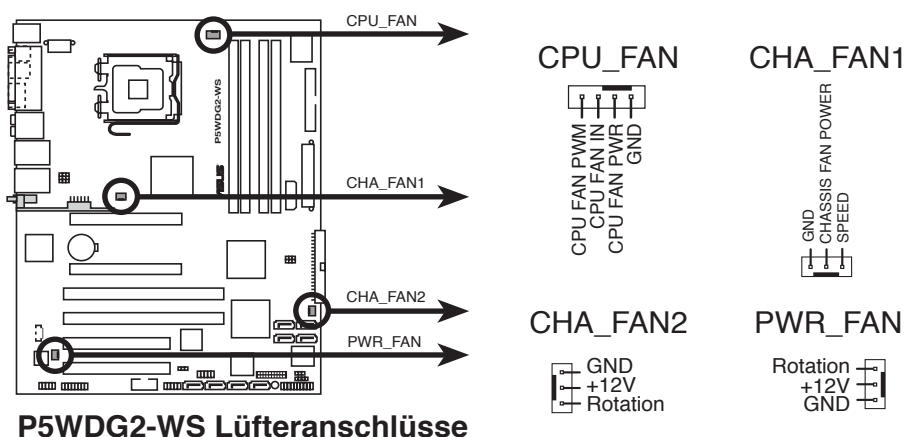 CPU_FAN
P5WDG2-WS
CHA_FAN1
CHA_FAN2
PWR_FAN
CPU_FAN
CPU FAN PWM
CPU FAN IN
CPU FAN PWR
GND
CHA_FAN1
GND
CHASSIS FAN POWER
SPEED
CHA_FAN2
GND
+12V
Rotation
PWR_FAN
Rotation
+12V
GND
P5WDG2-WS Lüfteranschlüsse